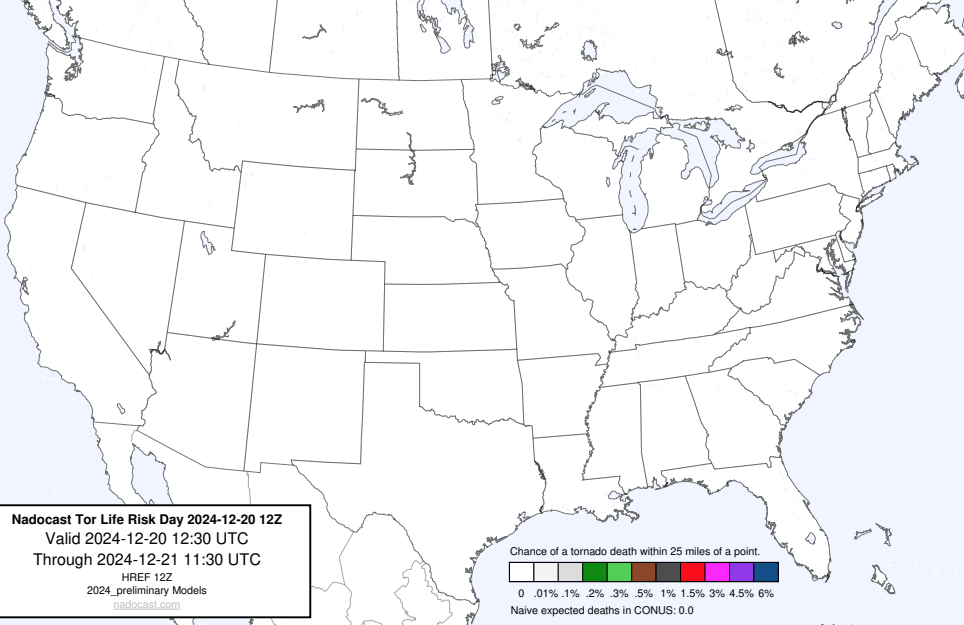 Nadocast Tor Life Risk Day 2024-12-20 12Z
Valid 2024-12-20 12:30 UTC
Through 2024-12-21 11:30 UTC
HREF 12Z
2024_preliminary Models
nadocast.com
Chance of a tornado death within 25 miles of a point.
0 .01% .1% .2% .3% .5% 1% 1.5% 3% 4.5% 6%
Naive expected deaths in CONUS: 0.0